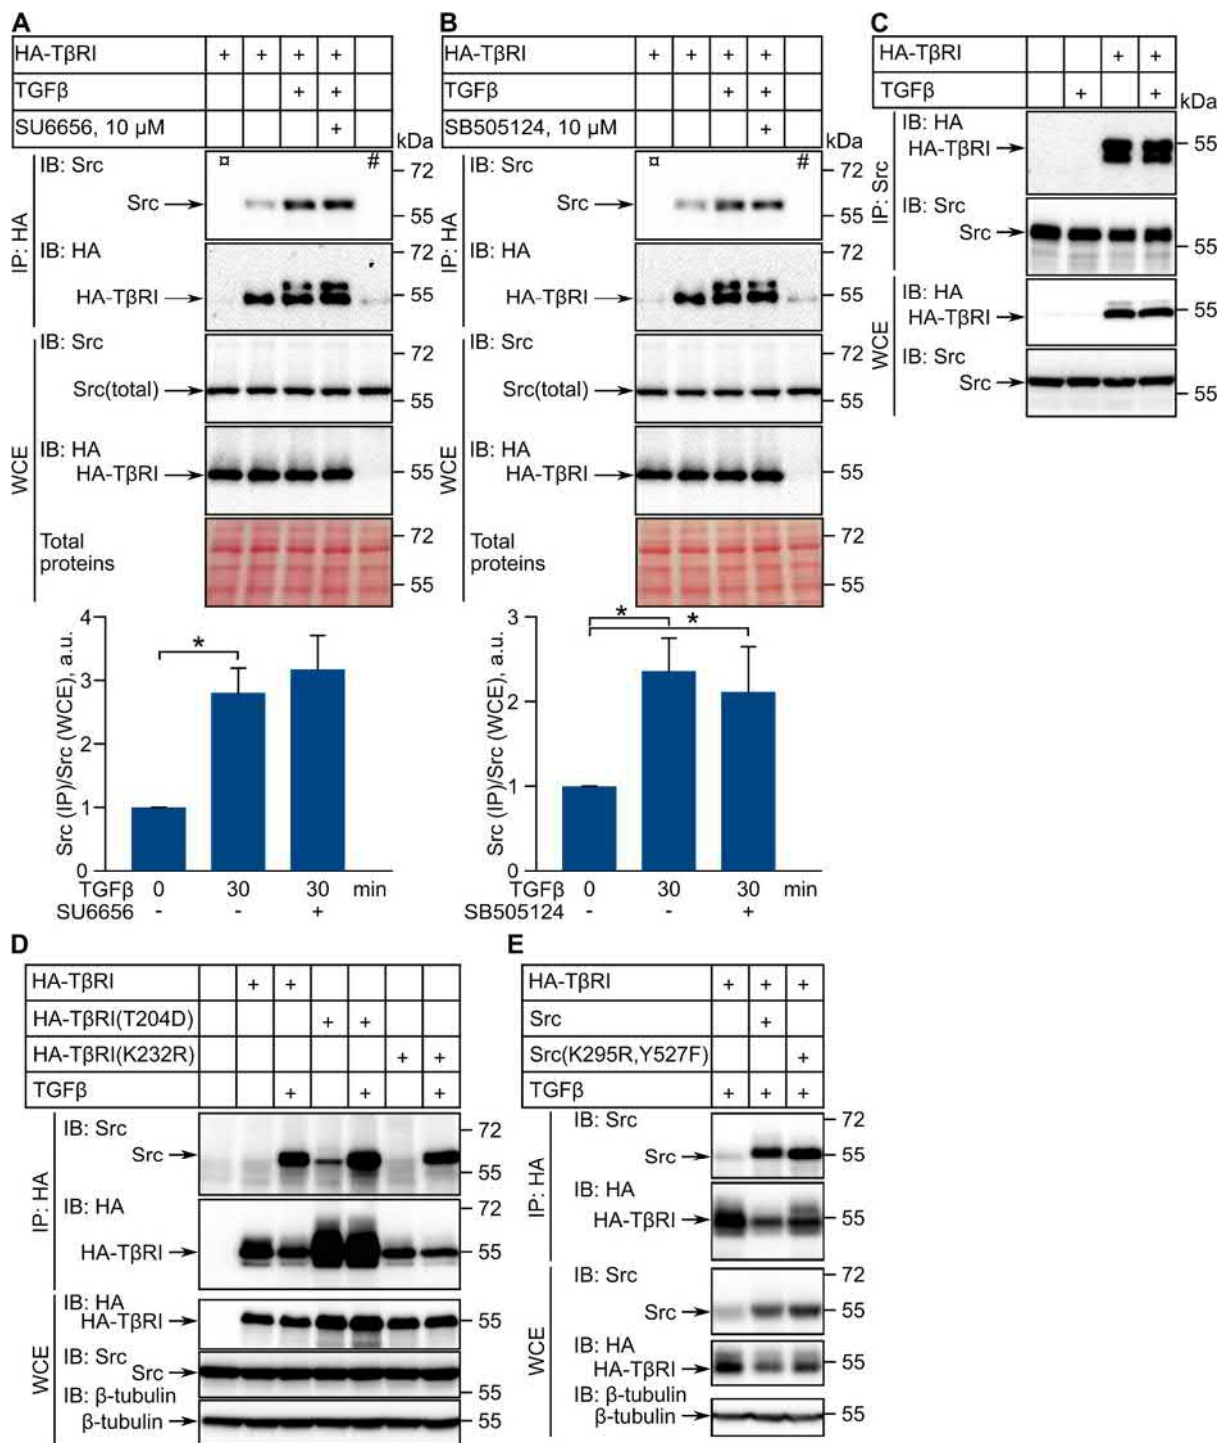 A
HA-TβRI + + + +
TGFβ + +
SU6656, 10 μM +
kDa
IP: HA
IB: Src
¤ #
72
Src
55
IB: HA
72
HA-TβRI
55
WCE
IB: Src
72
Src(total)
55
IB: HA
HA-TβRI
55
Total
proteins
72
55
Src (IP)/Src (WCE), a.u.
4
3
2
1
0
*
TGFβ 0 30 30 min
SU6656 - - +
B
HA-TβRI + + + +
TGFβ + +
SB505124, 10 μM +
kDa
IP: HA
IB: Src
¤ #
72
Src
55
IB: HA
72
HA-TβRI
55
WCE
IB: Src
72
Src(total)
55
IB: HA
HA-TβRI
55
Total
proteins
72
55
Src (IP)/Src (WCE), a.u.
3
2
1
0
*
*
TGFβ 0 30 30 min
SB505124 - - +
C
HA-TβRI + +
TGFβ + +
kDa
IP: Src
IB: HA
HA-TβRI
55
IB: Src
Src
55
WCE
IB: HA
HA-TβRI
55
IB: Src
Src
55
D
HA-TβRI + +
HA-TβRI(T204D) + +
HA-TβRI(K232R) + +
TGFβ + + +
IP: HA
IB: Src
72
Src
55
IB: HA
72
HA-TβRI
55
WCE
IB: HA
HA-TβRI
55
IB: Src
Src
55
IB: β-tubulin
β-tubulin
55
E
HA-TβRI + + +
Src +
Src(K295R,Y527F) +
TGFβ + + +
IP: HA
IB: Src
72
Src
55
IB: HA
HA-TβRI
55
WCE
IB: Src
72
Src
55
IB: HA
HA-TβRI
55
IB: β-tubulin
β-tubulin
55